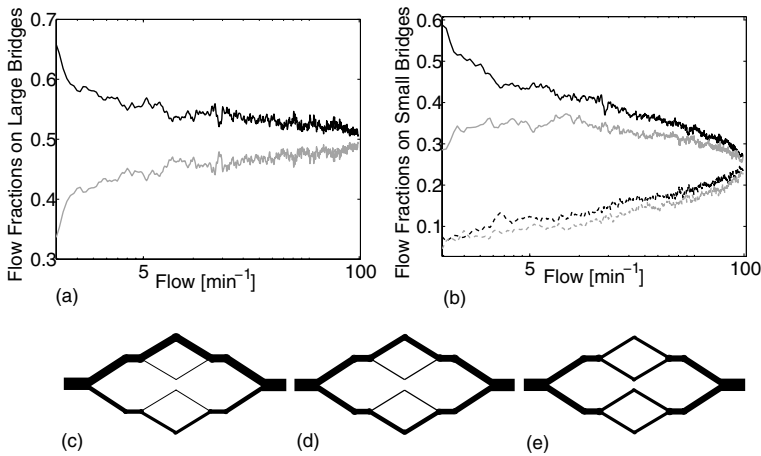 Flow Fractions on Large Bridges
0.7
0.6
0.5
0.4
0.3
5
100
Flow [min⁻¹]
(a)
Flow Fractions on Small Bridges
0.6
0.5
0.4
0.3
0.2
0.1
5
100
Flow [min⁻¹]
(b)
(c)
(d)
(e)